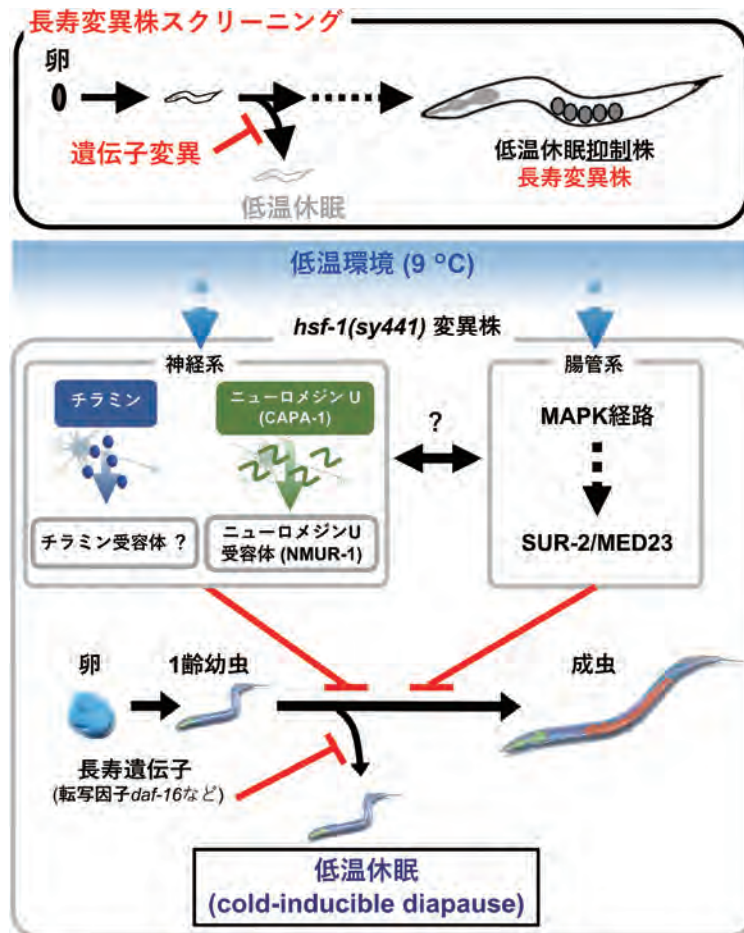 長寿変異株スクリーニング
卵
遺伝子変異
低温休眠
低温休眠抑制株
長寿変異株
低温環境 (9 °C)
hsf-1(sy441) 変異株
神経系
腸管系
チラミン
ニューロメジン U
(CAPA-1)
チラミン受容体 ?
ニューロメジンU
受容体 (NMUR-1)
?
MAPK経路
SUR-2/MED23
卵
1齢幼虫
成虫
長寿遺伝子
(転写因子daf-16など)
低温休眠
(cold-inducible diapause)